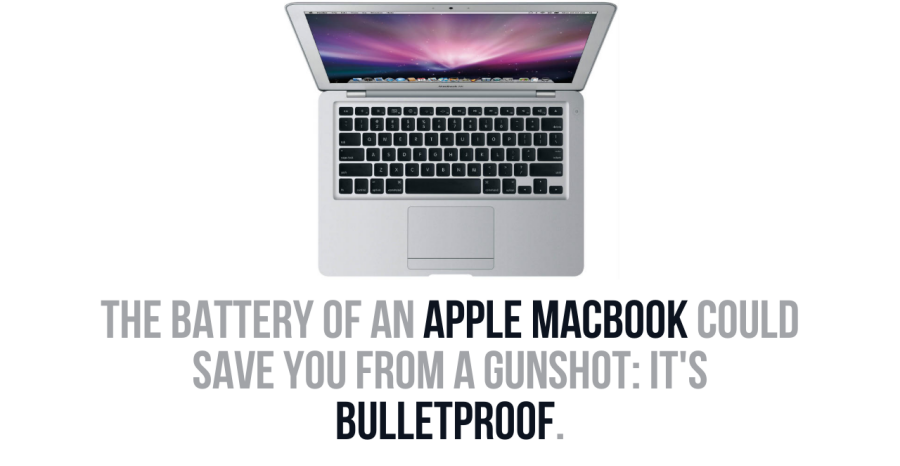 THE BATTERY OF AN APPLE MACBOOK COULD
SAVE YOU FROM A GUNSHOT: IT'S
BULLETPROOF.